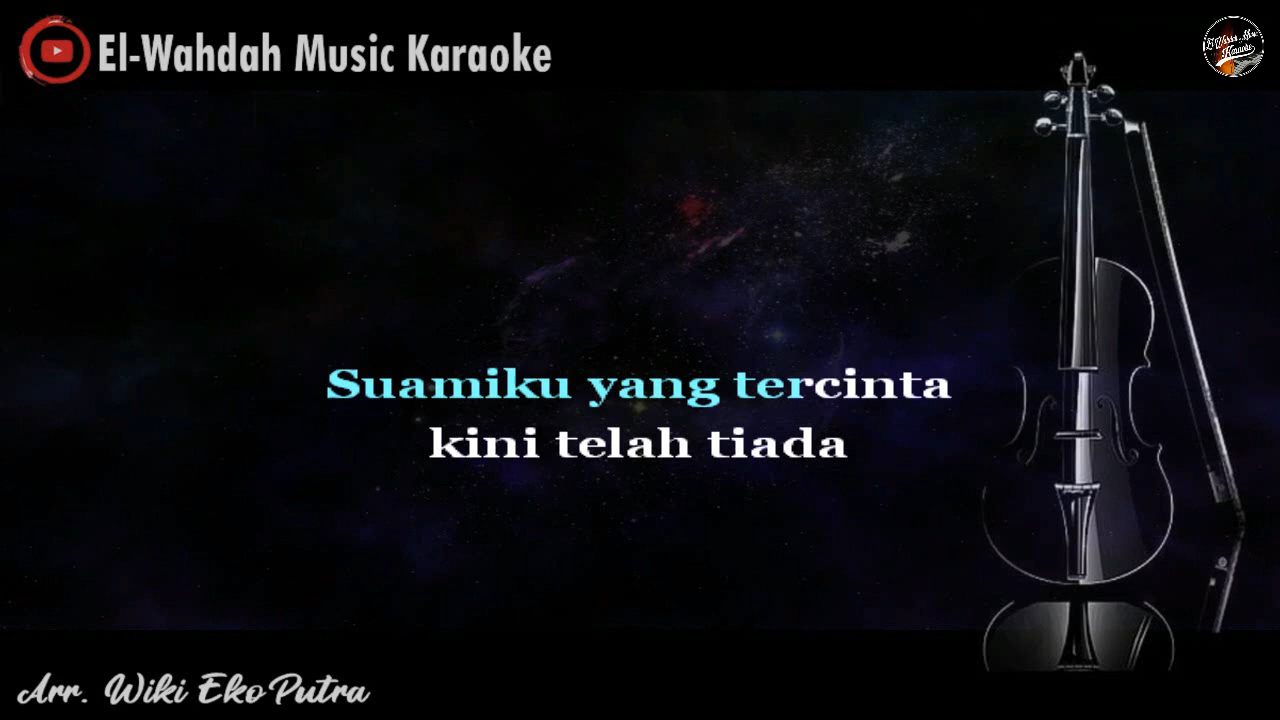 El-Wahdah Music Karaoke
Suamiku yang tercinta
kini telah tiada
Arr. Wiki Eko Putra